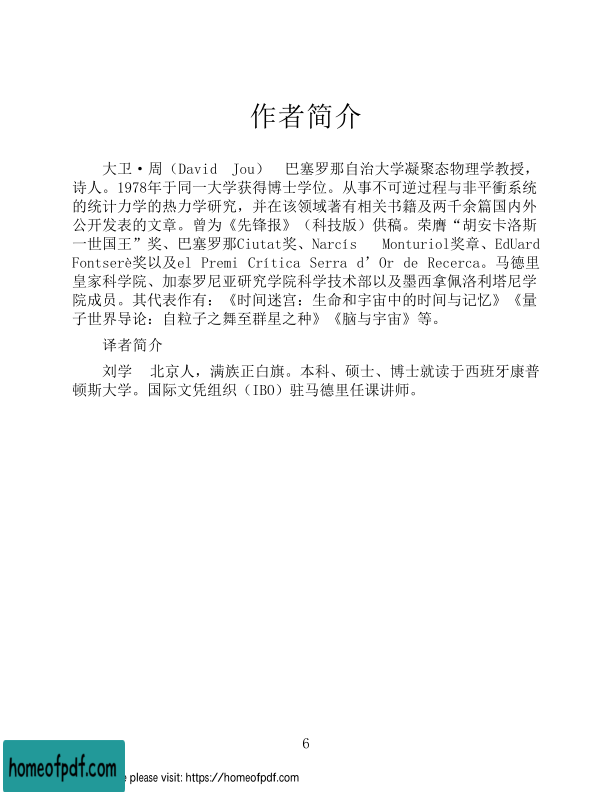 作者简介
大卫·周（David Jou） 巴塞罗那自治大学凝聚态物理学教授，
诗人。1978年于同一大学获得博士学位。从事不可逆过程与非平衡系统
的统计力学的热力学研究，并在该领域著有相关书籍及两千余篇国内外
公开发表的文章。曾为《先锋报》（科技版）供稿。荣膺“胡安卡洛斯
一世国王”奖、巴塞罗那Ciutat奖、Narcís Monturiol奖章、EdUard
Fontserè奖以及el Premi Crítica Serra d’Or de Recerca。马德里
皇家科学院、加泰罗尼亚研究学院科学技术部以及墨西拿佩洛利塔尼学
院成员。其代表作有：《时间迷宫：生命和宇宙中的时间与记忆》《量
子世界导论：自粒子之舞至群星之种》《脑与宇宙》等。
译者简介
刘学 北京人，满族正白旗。本科、硕士、博士就读于西班牙康普
顿斯大学。国际文凭组织（IBO）驻马德里任课讲师。
6
homeofpdf.com
e please visit: https://homeofpdf.com